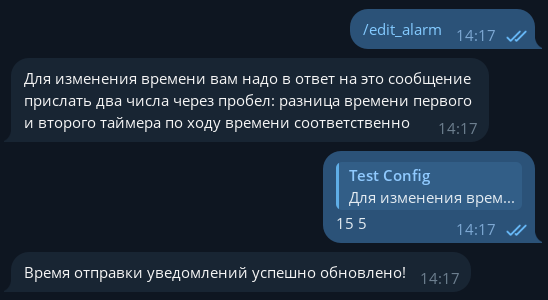 /edit_alarm 14:17
Для изменения времени вам надо в ответ на это сообщение
прислать два числа через пробел: разница времени первого
и второго таймера по ходу времени соответственно 14:17
Test Config
Для изменения врем...
15 5 14:17
Время отправки уведомлений успешно обновлено! 14:17